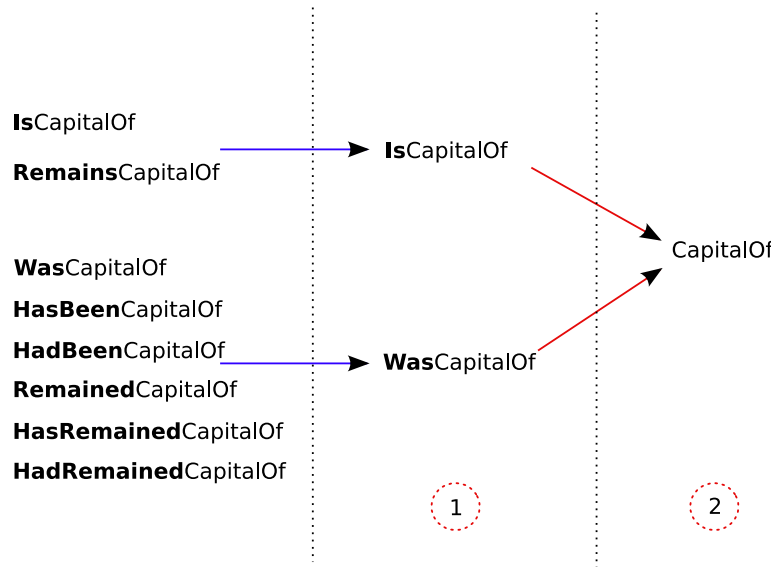 IsCapitalOf
RemainsCapitalOf
WasCapitalOf
HasBeenCapitalOf
HadBeenCapitalOf
RemainedCapitalOf
HasRemainedCapitalOf
HadRemainedCapitalOf
IsCapitalOf
WasCapitalOf
1
CapitalOf
2